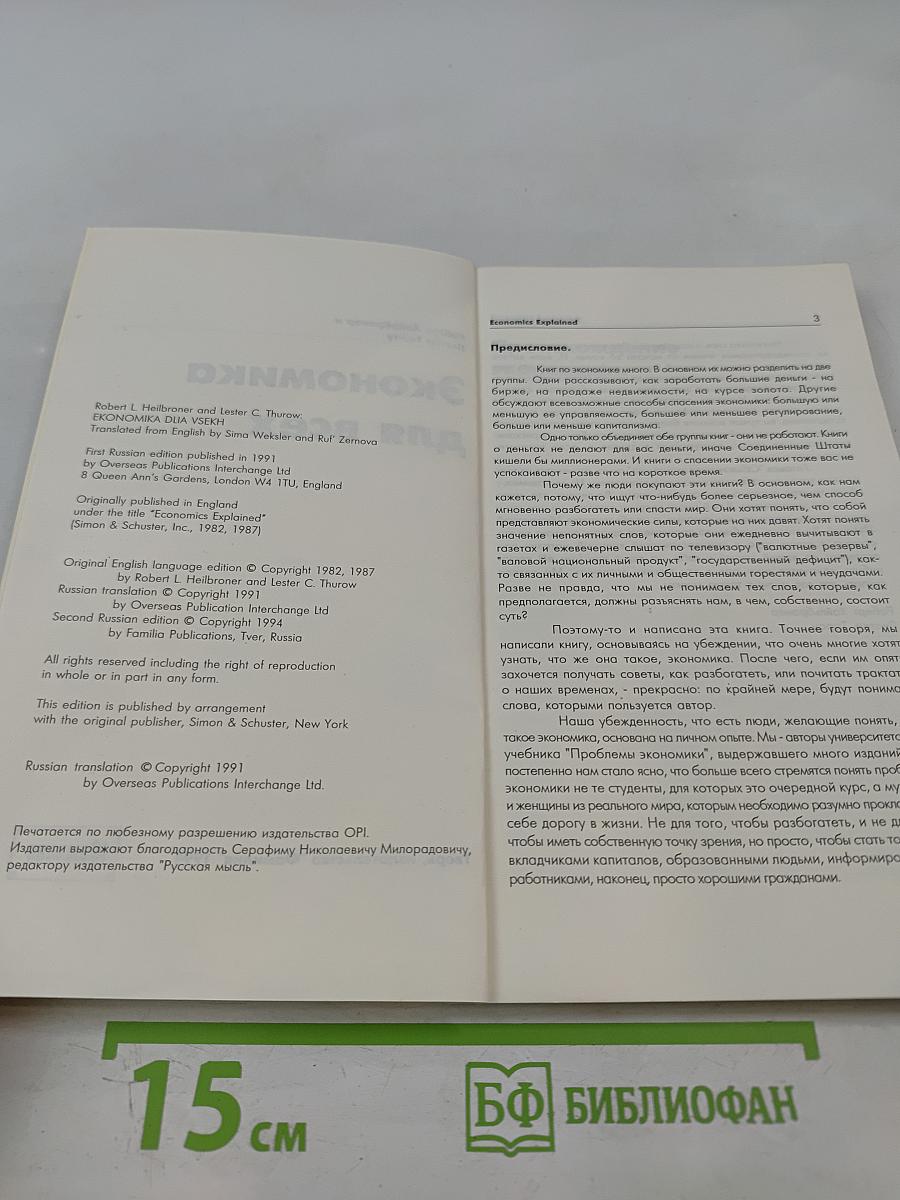 Экономика
для все
Robert L. Heilbroner and Lester C. Thurow:
EKONOMIKA DLIA VSEKH
Translated from English by Sima Weksler and Ruf' Zernova
First Russian edition published in 1991
by Overseas Publications Interchange Ltd
8 Queen Ann's Gardens, London W4 1TU, England
Originally published in England
under the title "Economics Explained"
(Simon & Schuster, Inc., 1982, 1987)
Original English language edition © Copyright 1982, 1987
by Robert L. Heilbroner and Lester C. Thurow
Russian translation © Copyright 1991
by Overseas Publication Interchange Ltd
Second Russian edition © Copyright 1994
by Familia Publications, Tver, Russia
All rights reserved including the right of reproduction
in whole or in part in any form.
This edition is published by arrangement
with the original publisher, Simon & Schuster, New York
Russian translation © Copyright 1991
by Overseas Publications Interchange Ltd.
Печатается по любезному разрешению издательства OPI.
Издатели выражают благодарность Серафиму Николаевичу Милорадовичу,
редактору издательства "Русская мысль".
Economics Explained 3
Предисловие.
Книг по экономике много. В основном их можно разделить на две
группы. Одни рассказывают, как заработать большие деньги - на
бирже, на продаже недвижимости, на курсе золота. Другие
обсуждают всевозможные способы спасения экономики: большую или
меньшую ее управляемость, большее или меньшее регулирование,
больше или меньше капитализма.
Одно только объединяет обе группы книг - они не работают. Книги
о деньгах не делают для вас деньги, иначе Соединенные Штаты
кишели бы миллионерами. И книги о спасении экономики тоже вас не
успокаивают - разве что на короткое время.
Почему же люди покупают эти книги? В основном, как нам
кажется, потому, что ищут что-нибудь более серьезное, чем способ
мгновенно разбогатеть или спасти мир. Они хотят понять, что собой
представляют экономические силы, которые на них давят. Хотят понять
значение непонятных слов, которые они ежедневно вычитывают в
газетах и ежевечерне слышат по телевизору ("валютные резервы",
"валовой национальный продукт", "государственный дефицит"), как-
то связанных с их личными и общественными горестями и неудачами.
Разве не правда, что мы не понимаем тех слов, которые, как
предполагается, должны разъяснять нам, в чем, собственно, состоит
суть?
Поэтому-то и написана эта книга. Точнее говоря, мы
написали книгу, основываясь на убеждении, что очень многие хотят
узнать, что же она такое, экономика. После чего, если им опят
захочется получать советы, как разбогатеть, или почитать трактат
о наших временах, - прекрасно: по крайней мере, будут понима
слова, которыми пользуется автор.
Наша убежденность, что есть люди, желающие понять,
такое экономика, основана на личном опыте. Мы - авторы университетс
учебника "Проблемы экономики", выдержавшего много изданий
постепенно нам стало ясно, что больше всего стремятся понять проб
экономики не те студенты, для которых это очередной курс, а му
и женщины из реального мира, которым необходимо разумно прокла
себе дорогу в жизни. Не для того, чтобы разбогатеть, и не дл
чтобы иметь собственную точку зрения, но просто, чтобы стать то
вкладчиками капиталов, образованными людьми, информиро
работниками, наконец, просто хорошими гражданами.
15 см
БФ БИБЛИОФАН